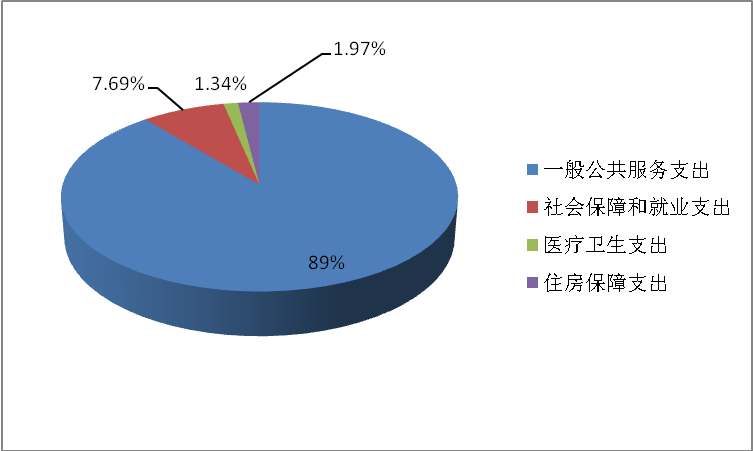 1.97%
7.69%
1.34%
89%
一般公共服务支出
社会保障和就业支出
医疗卫生支出
住房保障支出